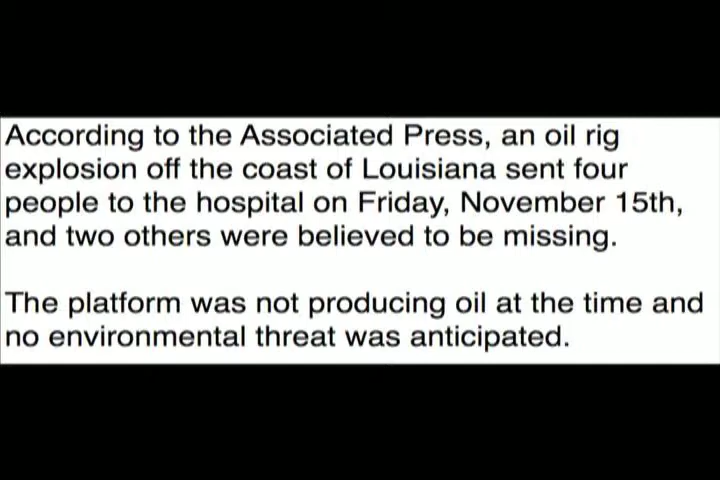 According to the Associated Press, an oil rig
explosion off the coast of Louisiana sent four
people to the hospital on Friday, November 15th,
and two others were believed to be missing.
The platform was not producing oil at the time and
no environmental threat was anticipated.